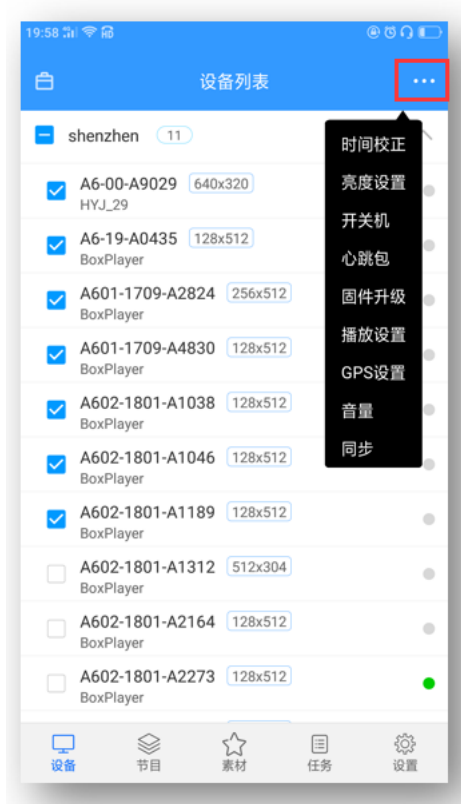 19:58
设备列表
shenzhen 11
时间校正
亮度设置
开关机
心跳包
固件升级
播放设置
GPS设置
音量
同步
A6-00-A9029 640x320
HYJ_29
A6-19-A0435 128x512
BoxPlayer
A601-1709-A2824 256x512
BoxPlayer
A601-1709-A4830 128x512
BoxPlayer
A602-1801-A1038 128x512
BoxPlayer
A602-1801-A1046 128x512
BoxPlayer
A602-1801-A1189 128x512
BoxPlayer
A602-1801-A1312 512x304
BoxPlayer
A602-1801-A2164 128x512
BoxPlayer
A602-1801-A2273 128x512
BoxPlayer
设备 节目 素材 任务 设置